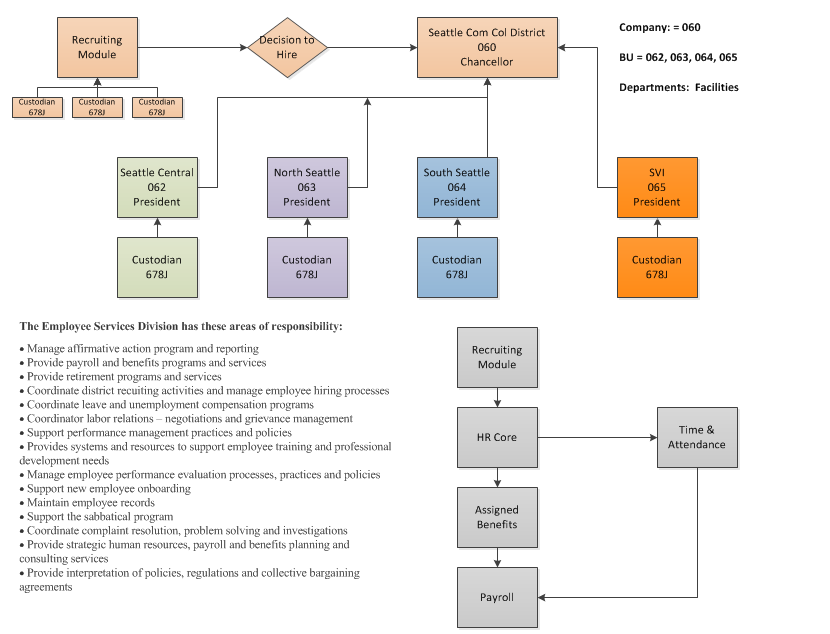 Recruiting
Module
Decision to
Hire
Seattle Com Col District
060
Chancellor
Company: = 060
BU = 062, 063, 064, 065
Departments:  Facilities
Custodian
678J
Custodian
678J
Custodian
678J
Seattle Central
062
President
North Seattle
063
President
South Seattle
064
President
SVI
065
President
Custodian
678J
Custodian
678J
Custodian
678J
Custodian
678J
The Employee Services Division has these areas of responsibility:
• Manage affirmative action program and reporting
• Provide payroll and benefits programs and services
• Provide retirement programs and services
• Coordinate district recuiting activities and manage employee hiring processes
• Coordinate leave and unemployment compensation programs
• Coordinator labor relations – negotiations and grievance management
• Support performance management practices and policies
• Provides systems and resources to support employee training and professional
development needs
• Manage employee performance evaluation processes, practices and policies
• Support new employee onboarding
• Maintain employee records
• Support the sabbatical program
• Coordinate complaint resolution, problem solving and investigations
• Provide strategic human resources, payroll and benefits planning and
consulting services
• Provide interpretation of policies, regulations and collective bargaining
agreements
Recruiting
Module
HR Core
Time &
Attendance
Assigned
Benefits
Payroll